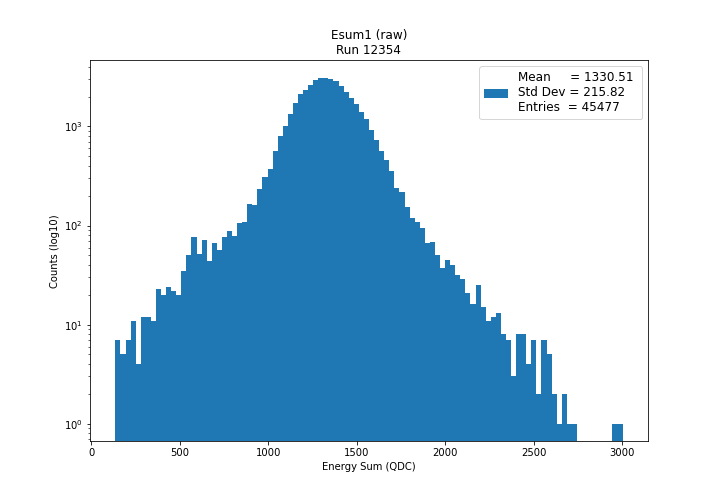 Esum1 (raw)
Run 12354
Mean = 1330.51
Std Dev = 215.82
Entries = 45477
Counts (log10)
10³
10²
10¹
10⁰
0 500 1000 1500 2000 2500 3000
Energy Sum (QDC)